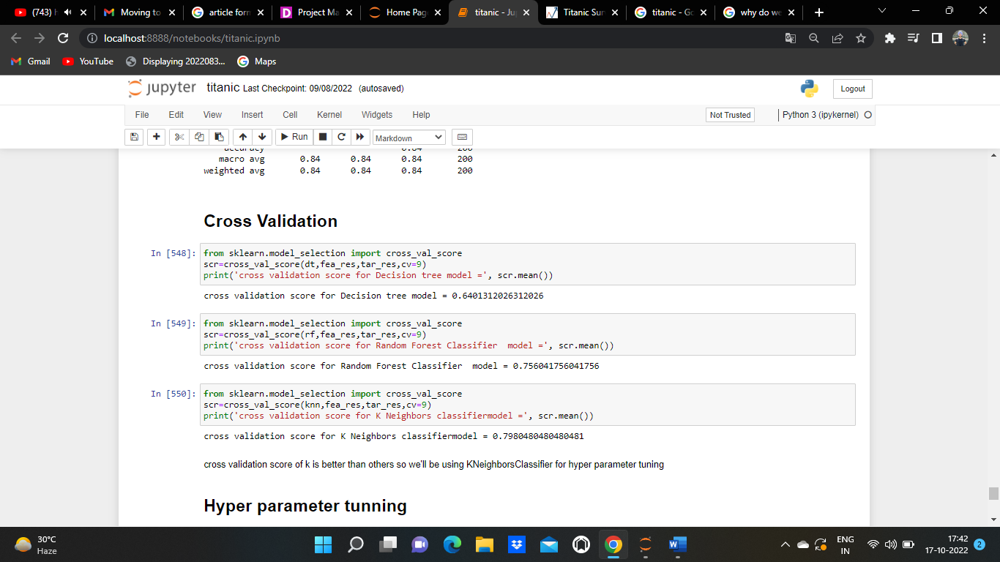 (743) h
Moving to
article form
Project Ma
Home Pag
titanic - Ju
Titanic Sur
titanic - Go
why do we
localhost:8888/notebooks/titanic.ipynb
Gmail
YouTube
Displaying 2022083...
Maps
jupyter titanic Last Checkpoint: 09/08/2022 (autosaved)
Logout
File Edit View Insert Cell Kernel Widgets Help
Not Trusted
Python 3 (ipykernel)
Run
Markdown
accuracy 0.84 200
macro avg 0.84 0.84 0.84 200
weighted avg 0.84 0.84 0.84 200
Cross Validation
In [548]: from sklearn.model_selection import cross_val_score
scr=cross_val_score(dt,fea_res,tar_res,cv=9)
print('cross validation score for Decision tree model =', scr.mean())
cross validation score for Decision tree model = 0.6401312026312026
In [549]: from sklearn.model_selection import cross_val_score
scr=cross_val_score(rf,fea_res,tar_res,cv=9)
print('cross validation score for Random Forest Classifier  model =', scr.mean())
cross validation score for Random Forest Classifier  model = 0.756041756041756
In [550]: from sklearn.model_selection import cross_val_score
scr=cross_val_score(knn,fea_res,tar_res,cv=9)
print('cross validation score for K Neighbors classifiermodel =', scr.mean())
cross validation score for K Neighbors classifiermodel = 0.7980480480480481
cross validation score of k is better than others so we'll be using KNeighborsClassifier for hyper parameter tuning
Hyper parameter tunning
30°C
Haze
ENG
IN
17:42
17-10-2022
2